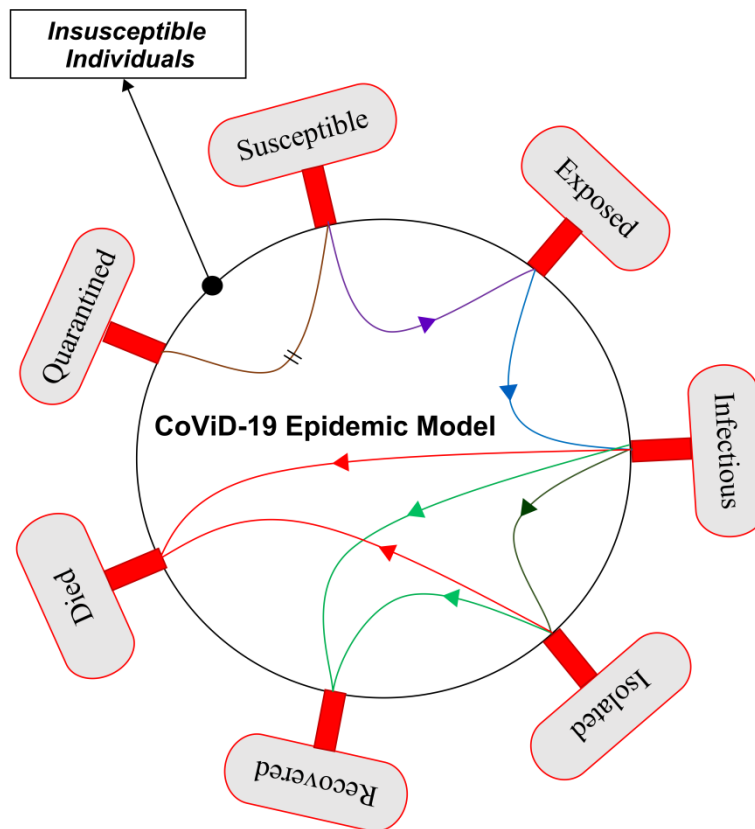 Insusceptible
Individuals
Susceptible
Exposed
Quarantined
Infectious
CoViD-19 Epidemic Model
Died
Isolated
Recovered